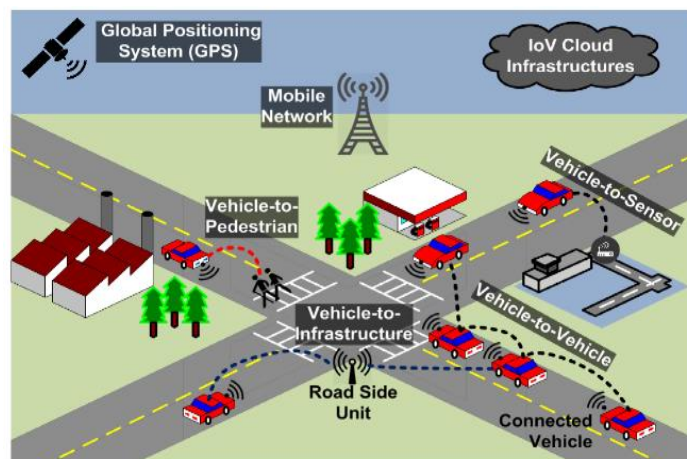 Global Positioning
System (GPS)
IoV Cloud
Infrastructures
Mobile
Network
Vehicle-to-Sensor
Vehicle-to-
Pedestrian
Vehicle-to-
Infrastructure
Vehicle-to-Vehicle
Road Side
Unit
Connected
Vehicle